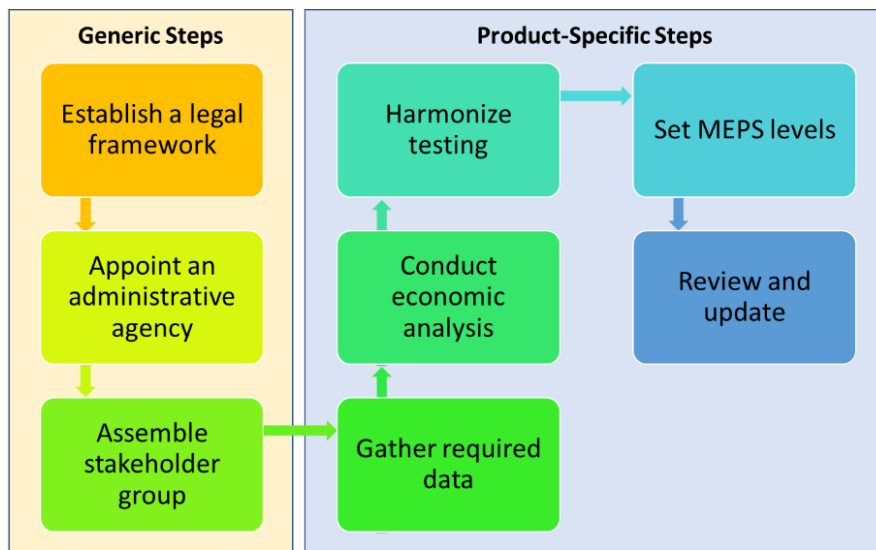 Generic Steps
Establish a legal
framework
Appoint an
administrative
agency
Assemble
stakeholder
group
Product-Specific Steps
Gather required
data
Conduct
economic
analysis
Harmonize
testing
Set MEPS levels
Review and
update